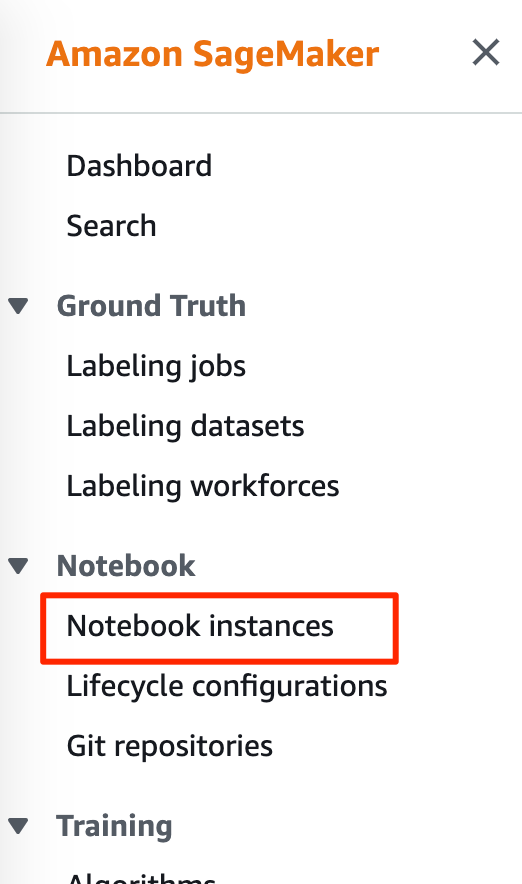 Amazon SageMaker
Dashboard
Search
Ground Truth
Labeling jobs
Labeling datasets
Labeling workforces
Notebook
Notebook instances
Lifecycle configurations
Git repositories
Training
Algorithms